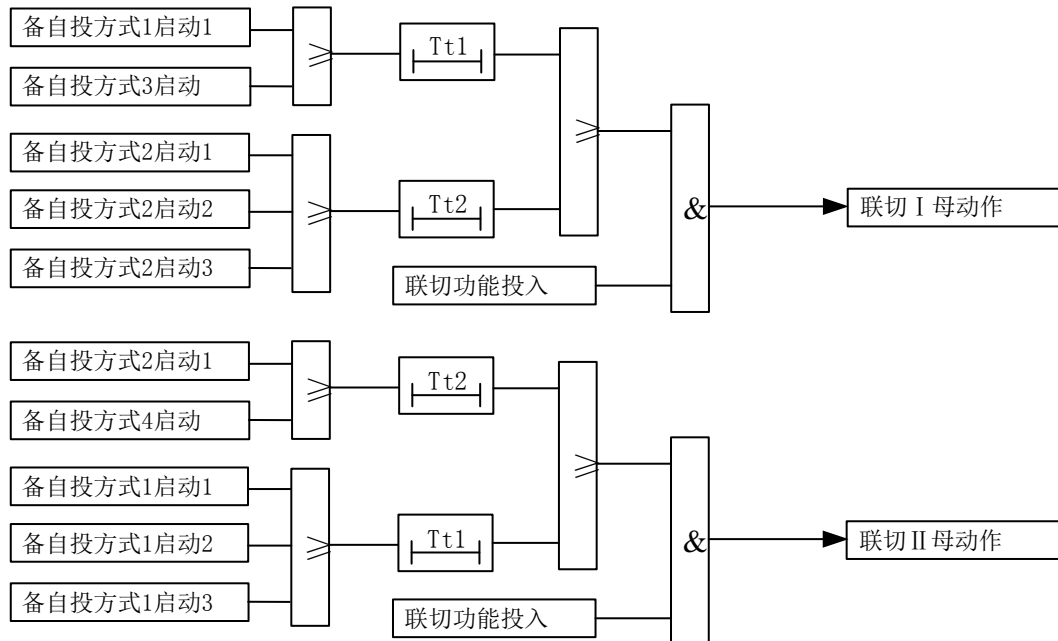 备自投方式1启动1
Tt1
≥
≥
备自投方式3启动
备自投方式2启动1
备自投方式2启动2
≥
Tt2
&
联切Ⅰ母动作
备自投方式2启动3
联切功能投入
备自投方式2启动1
Tt2
≥
备自投方式4启动
≥
备自投方式1启动1
备自投方式1启动2
≥
Tt1
&
联切Ⅱ母动作
备自投方式1启动3
联切功能投入